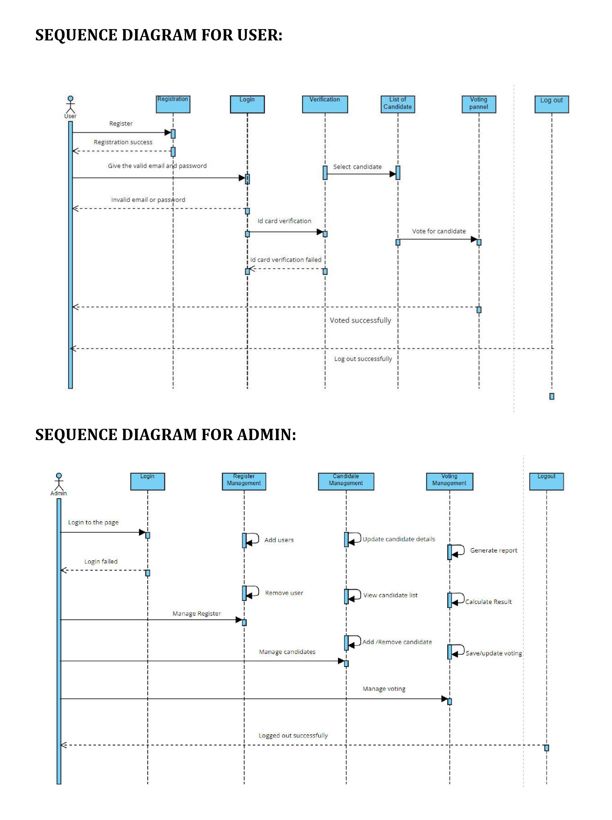 SEQUENCE DIAGRAM FOR USER:
User
Registration
Login
Verification
List of
Candidate
Voting
pannel
Log out
Register
Registration success
Give the valid email and password
Select candidate
Invalid email or password
Id card verification
Vote for candidate
Id card verification failed
Voted successfully
Log out successfully
SEQUENCE DIAGRAM FOR ADMIN:
Admin
Login
Register
Management
Candidate
Management
Voting
Management
Logout
Login to the page
Add users
Update candidate details
Generate report
Login failed
Remove user
View candidate list
Calculate Result
Manage Register
Add /Remove candidate
Manage candidates
Save/update voting
Manage voting
Logged out successfully